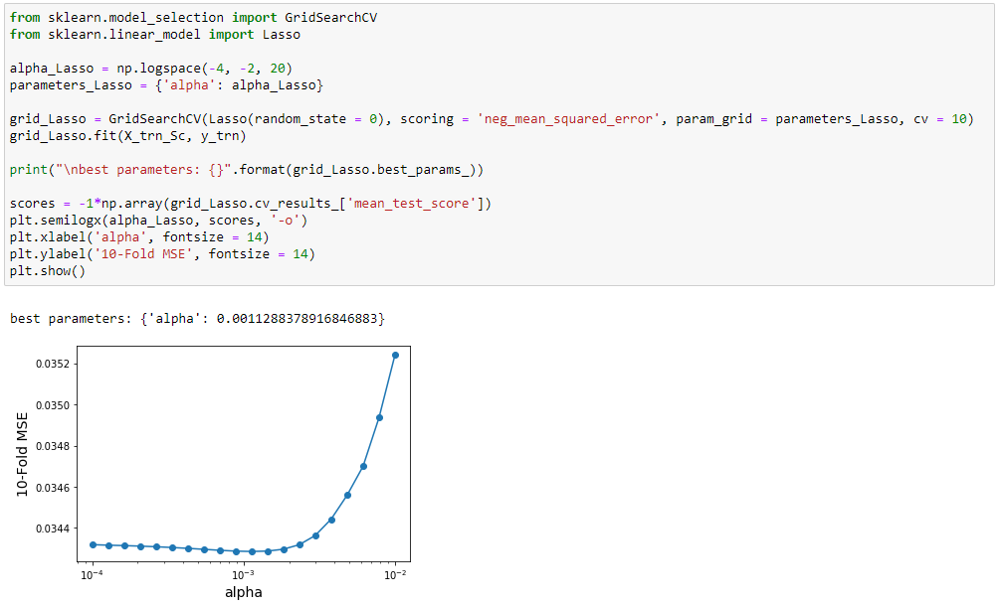 from sklearn.model_selection import GridSearchCV
from sklearn.linear_model import Lasso
alpha_Lasso = np.logspace(-4, -2, 20)
parameters_Lasso = {'alpha': alpha_Lasso}
grid_Lasso = GridSearchCV(Lasso(random_state = 0), scoring = 'neg_mean_squared_error', param_grid = parameters_Lasso, cv = 10)
grid_Lasso.fit(X_trn_Sc, y_trn)
print("\nbest parameters: {}".format(grid_Lasso.best_params_))
scores = -1*np.array(grid_Lasso.cv_results_['mean_test_score'])
plt.semilogx(alpha_Lasso, scores, '-o')
plt.xlabel('alpha', fontsize = 14)
plt.ylabel('10-Fold MSE', fontsize = 14)
plt.show()
best parameters: {'alpha': 0.0011288378916846883}
10-Fold MSE
0.0352
0.0350
0.0348
0.0346
0.0344
10⁻⁴ 10⁻³ 10⁻²
alpha